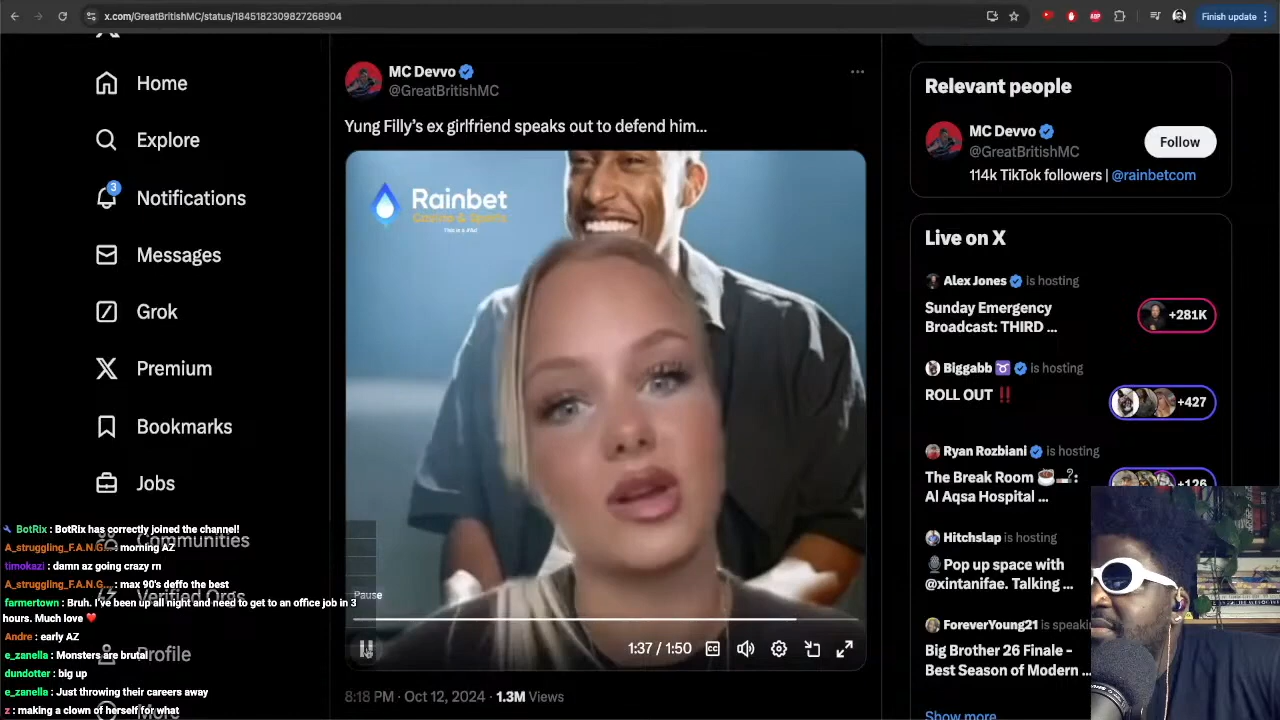 x.com/GreatBritishMC/status/1845182309827268904
Finish update
Home
Explore
3
Notifications
Messages
Grok
Premium
Bookmarks
Jobs
Communities
Verified Orgs
Profile
More
MC Devvo
@GreatBritishMC
Yung Filly's ex girlfriend speaks out to defend him...
Rainbet
Casino & Sports
This is a #Ad
Pause
1:37 / 1:50
8:18 PM · Oct 12, 2024 · 1.3M Views
Relevant people
MC Devvo
@GreatBritishMC
Follow
114k TikTok followers | @rainbetcom
Live on X
Alex Jones is hosting
Sunday Emergency
Broadcast: THIRD ...
+281K
Biggabb is hosting
ROLL OUT ‼️
+427
Ryan Rozbiani is hosting
The Break Room
Al Aqsa Hospital ...
+126
Hitchslap is hosting
Pop up space with
@xintanifae. Talking ...
ForeverYoung21 is speaki
Big Brother 26 Finale -
Best Season of Modern ...
Show more
BotRix : BotRix has correctly joined the channel!
A_struggling_F.A.N.G... : morning AZ
timokazi : damn az going crazy rn
A_struggling_F.A.N.G... : max 90's deffo the best
farmertown : Bruh. I've been up all night and need to get to an office job in 3
hours. Much love ❤️
Andre : early AZ
e_zanella : Monsters are brutal
dundotter : big up
e_zanella : Just throwing their careers away
z : making a clown of herself for what